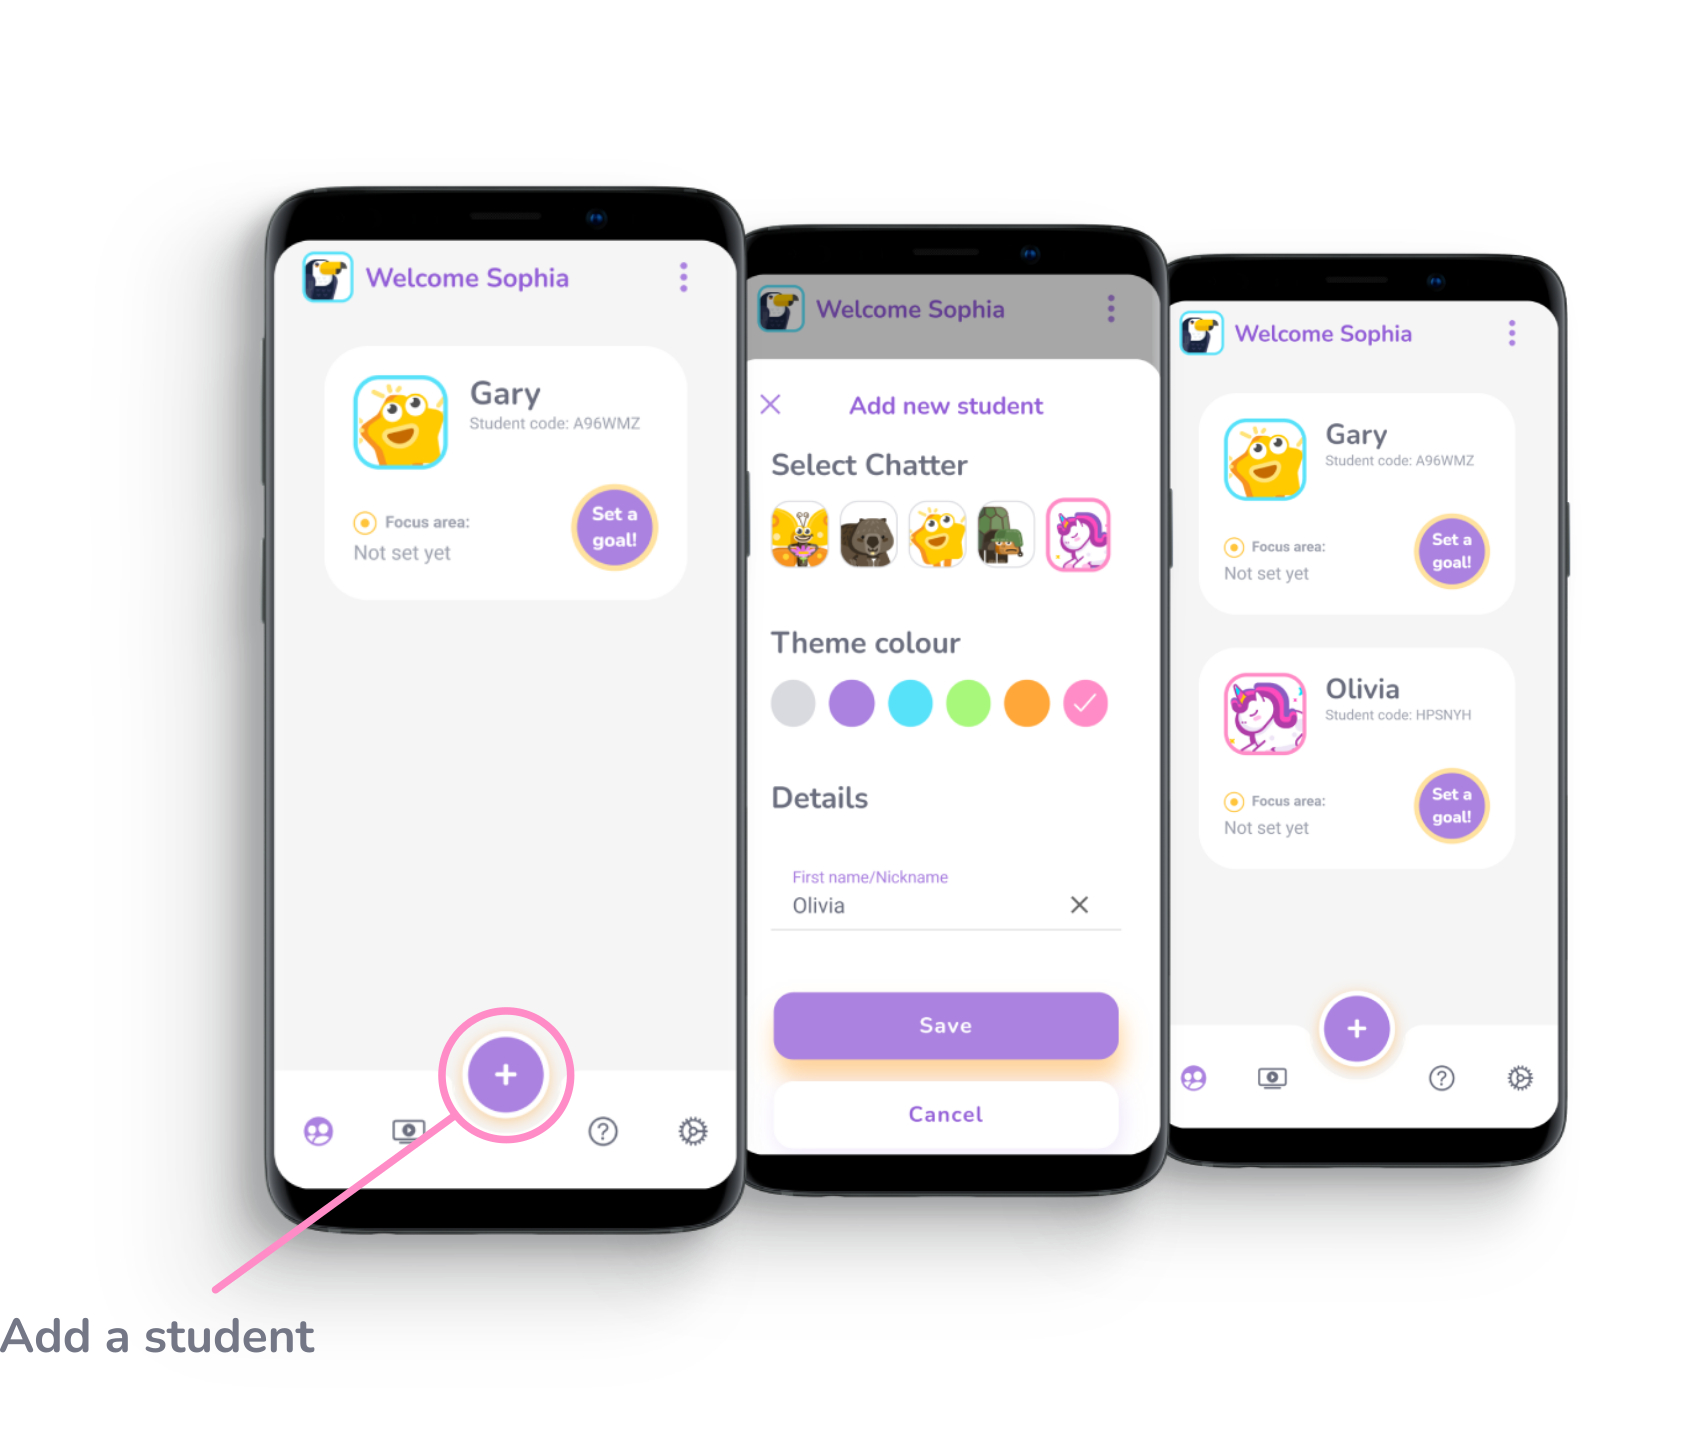 Welcome Sophia
Gary
Student code: A96WMZ
Focus area:
Not set yet
Set a
goal!
Add a student
Welcome Sophia
Add new student
Select Chatter
Theme colour
Details
First name/Nickname
Olivia
Save
Cancel
Welcome Sophia
Gary
Student code: A96WMZ
Focus area:
Not set yet
Set a
goal!
Olivia
Student code: HPSNYH
Focus area:
Not set yet
Set a
goal!